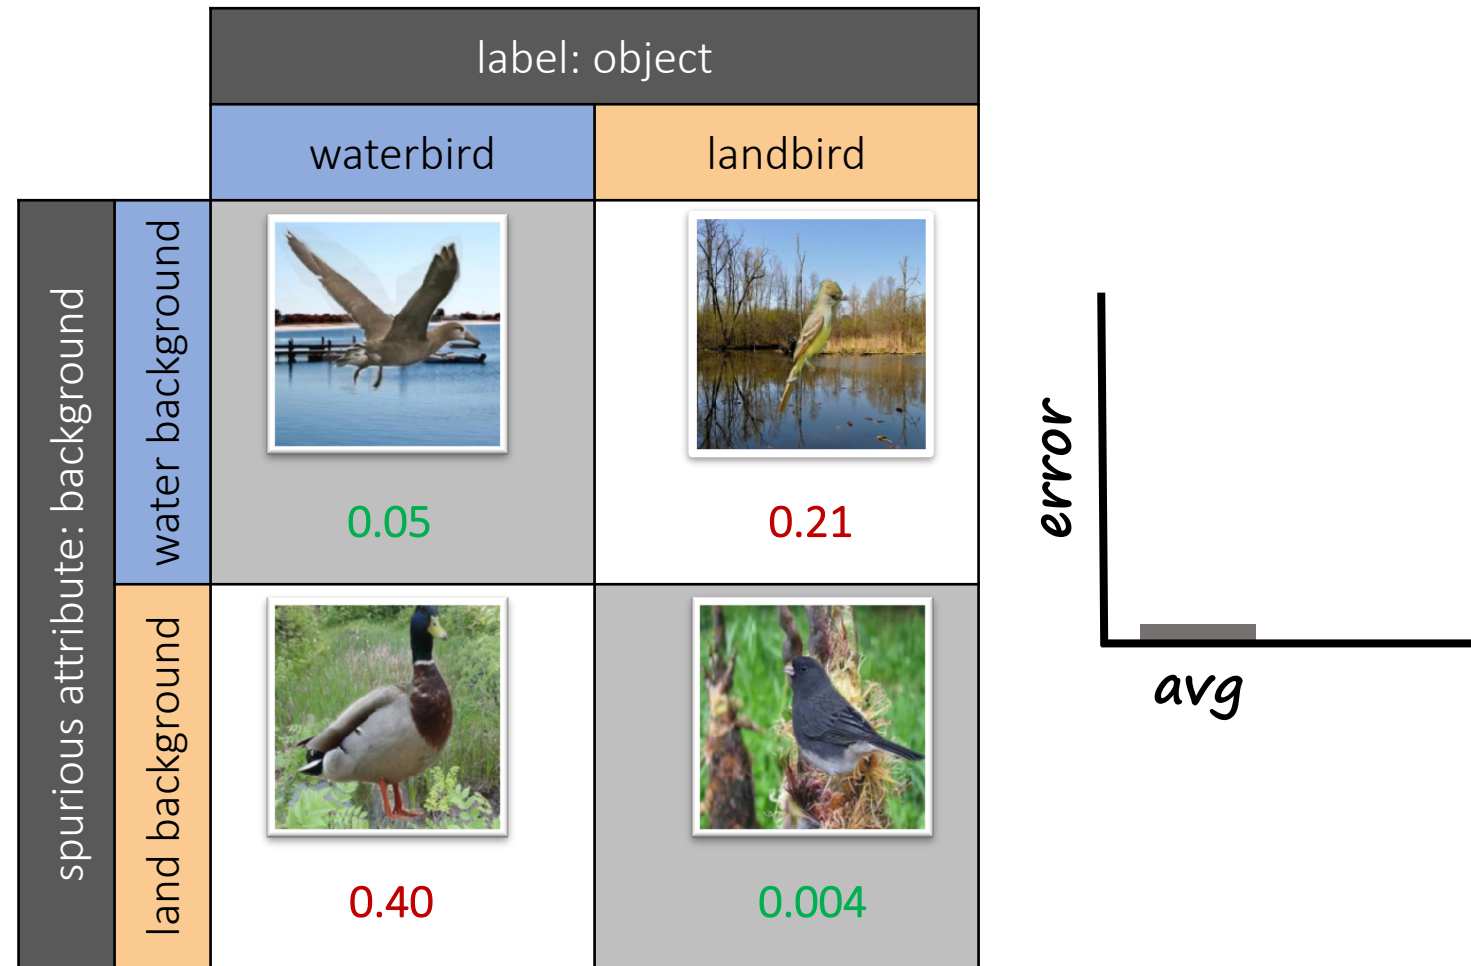 label: object
waterbird
landbird
spurious attribute: background
water background
0.05
0.21
land background
0.40
0.004
error
avg